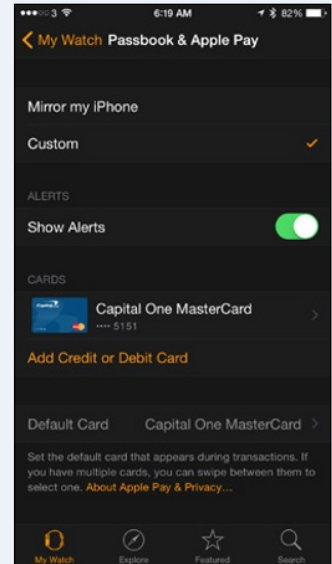 3 6:19 AM 82%
My Watch Passbook & Apple Pay
Mirror my iPhone
Custom
ALERTS
Show Alerts
CARDS
Capital One MasterCard
•••• 5151
Add Credit or Debit Card
Default Card Capital One MasterCard
Set the default card that appears during transactions. If
you have multiple cards, you can swipe between them to
select one. About Apple Pay & Privacy...
My Watch Explore Featured Search